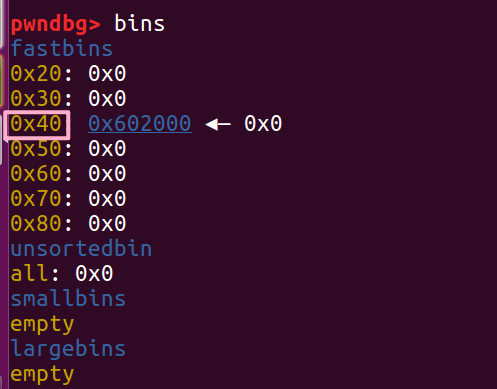 pwndbg> bins
fastbins
0x20: 0x0
0x30: 0x0
0x40: 0x602000 ◂— 0x0
0x50: 0x0
0x60: 0x0
0x70: 0x0
0x80: 0x0
unsortedbin
all: 0x0
smallbins
empty
largebins
empty